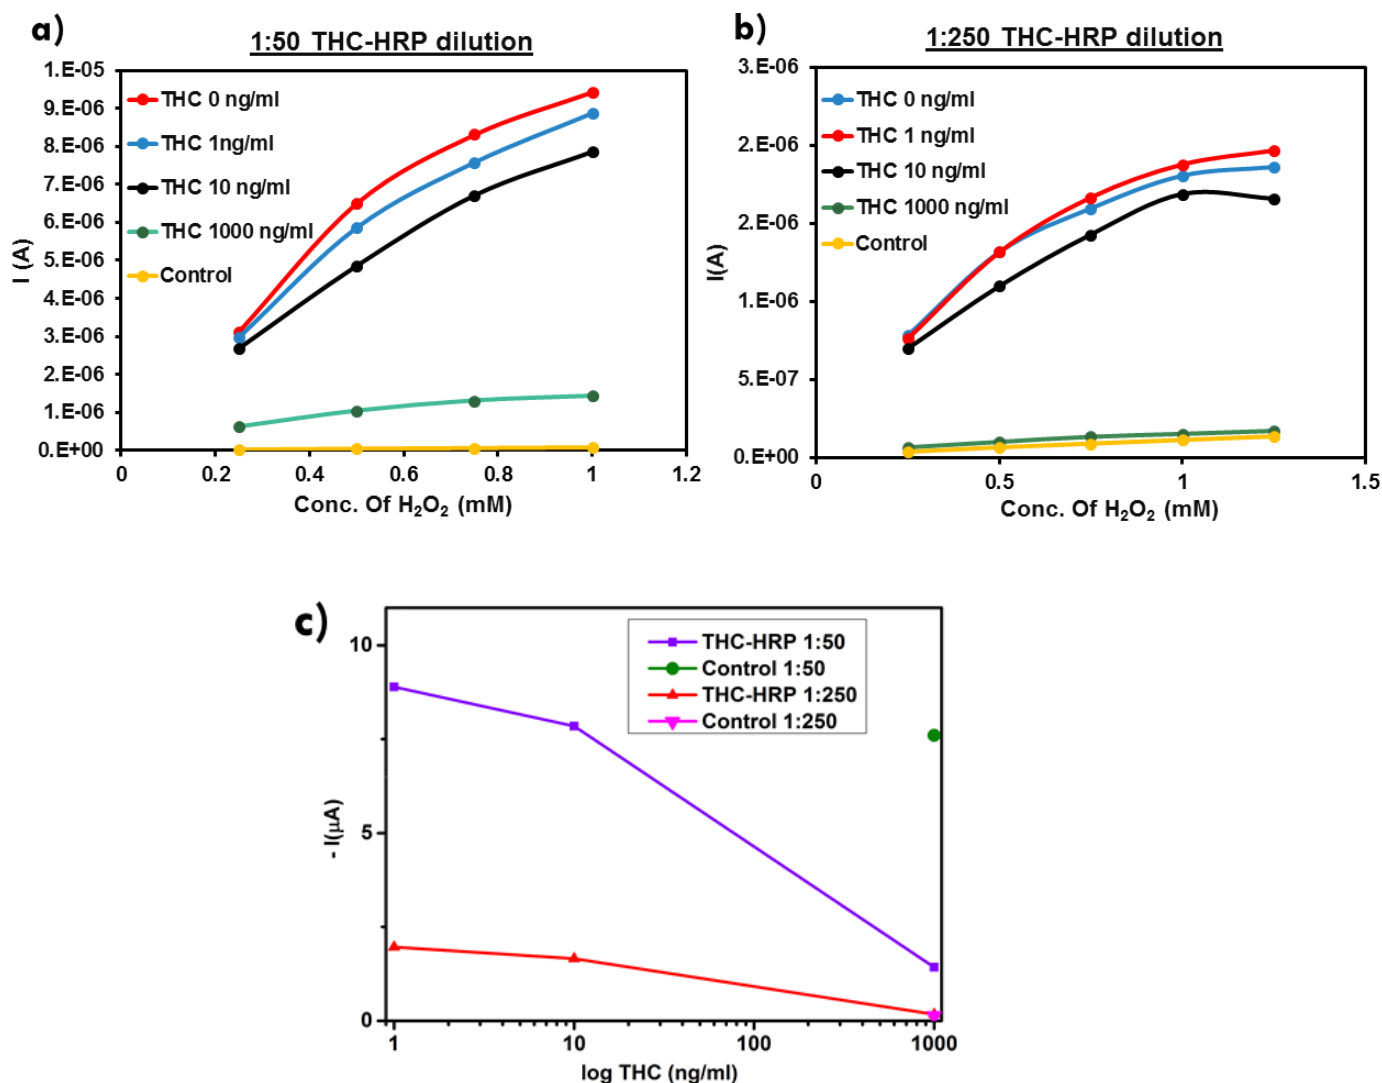 a)
1:50 THC-HRP dilution
1.E-05
9.E-06
8.E-06
7.E-06
6.E-06
5.E-06
4.E-06
3.E-06
2.E-06
1.E-06
0.E+00
I (A)
THC 0 ng/ml
THC 1ng/ml
THC 10 ng/ml
THC 1000 ng/ml
Control
0 0.2 0.4 0.6 0.8 1 1.2
Conc. Of H₂O₂ (mM)
b)
1:250 THC-HRP dilution
3.E-06
2.E-06
2.E-06
1.E-06
5.E-07
0.E+00
I(A)
THC 0 ng/ml
THC 1 ng/ml
THC 10 ng/ml
THC 1000 ng/ml
Control
0 0.5 1 1.5
Conc. Of H₂O₂ (mM)
c)
10
5
0
- I(μA)
THC-HRP 1:50
Control 1:50
THC-HRP 1:250
Control 1:250
1 10 100 1000
log THC (ng/ml)